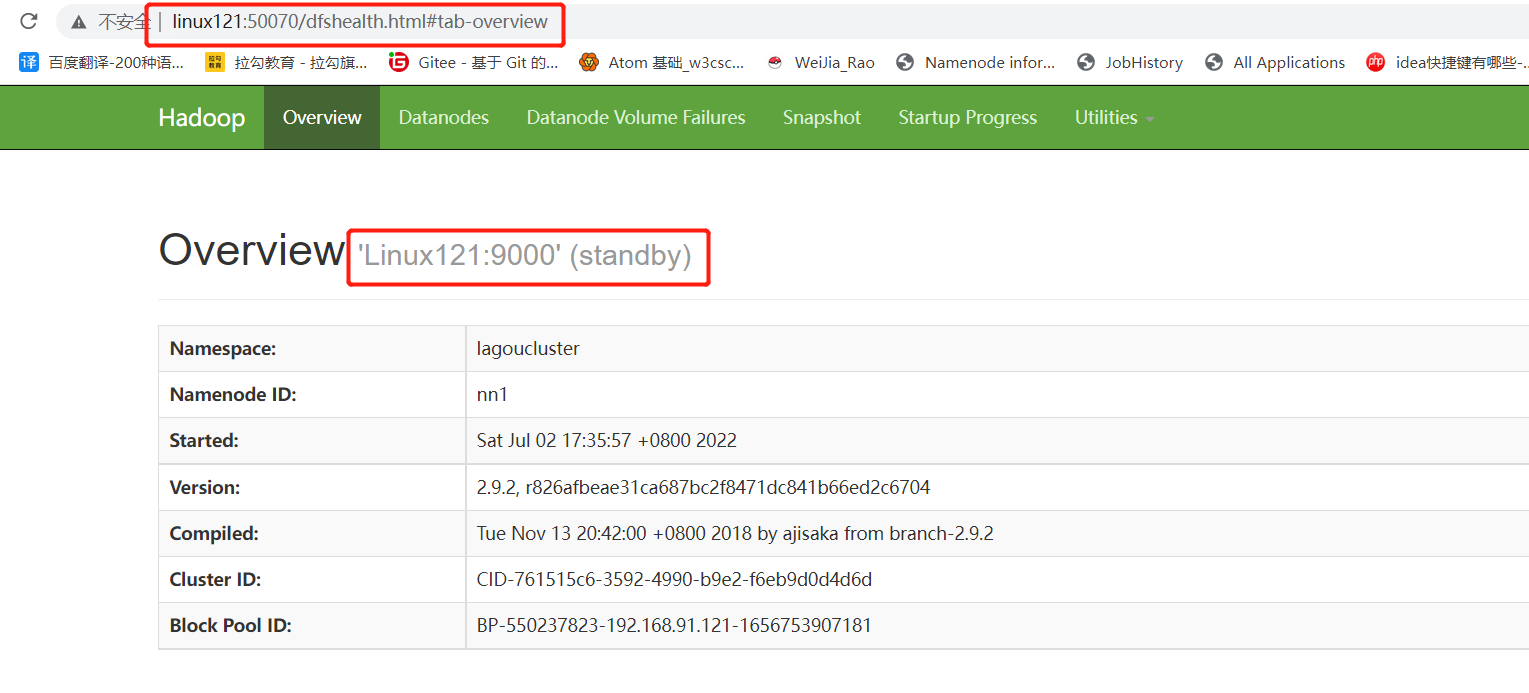 不安全 | linux121:50070/dfshealth.html#tab-overview
译 百度翻译-200种语... 拉勾教育 拉勾教育 - 拉勾旗... G Gitee - 基于 Git 的... Atom 基础_w3csc... WeiJia_Rao Namenode infor... JobHistory All Applications php idea快捷键有哪些-...
Hadoop Overview Datanodes Datanode Volume Failures Snapshot Startup Progress Utilities
Overview 'Linux121:9000' (standby)
Namespace: lagoucluster
Namenode ID: nn1
Started: Sat Jul 02 17:35:57 +0800 2022
Version: 2.9.2, r826afbeae31ca687bc2f8471dc841b66ed2c6704
Compiled: Tue Nov 13 20:42:00 +0800 2018 by ajisaka from branch-2.9.2
Cluster ID: CID-761515c6-3592-4990-b9e2-f6eb9d0d4d6d
Block Pool ID: BP-550237823-192.168.91.121-1656753907181